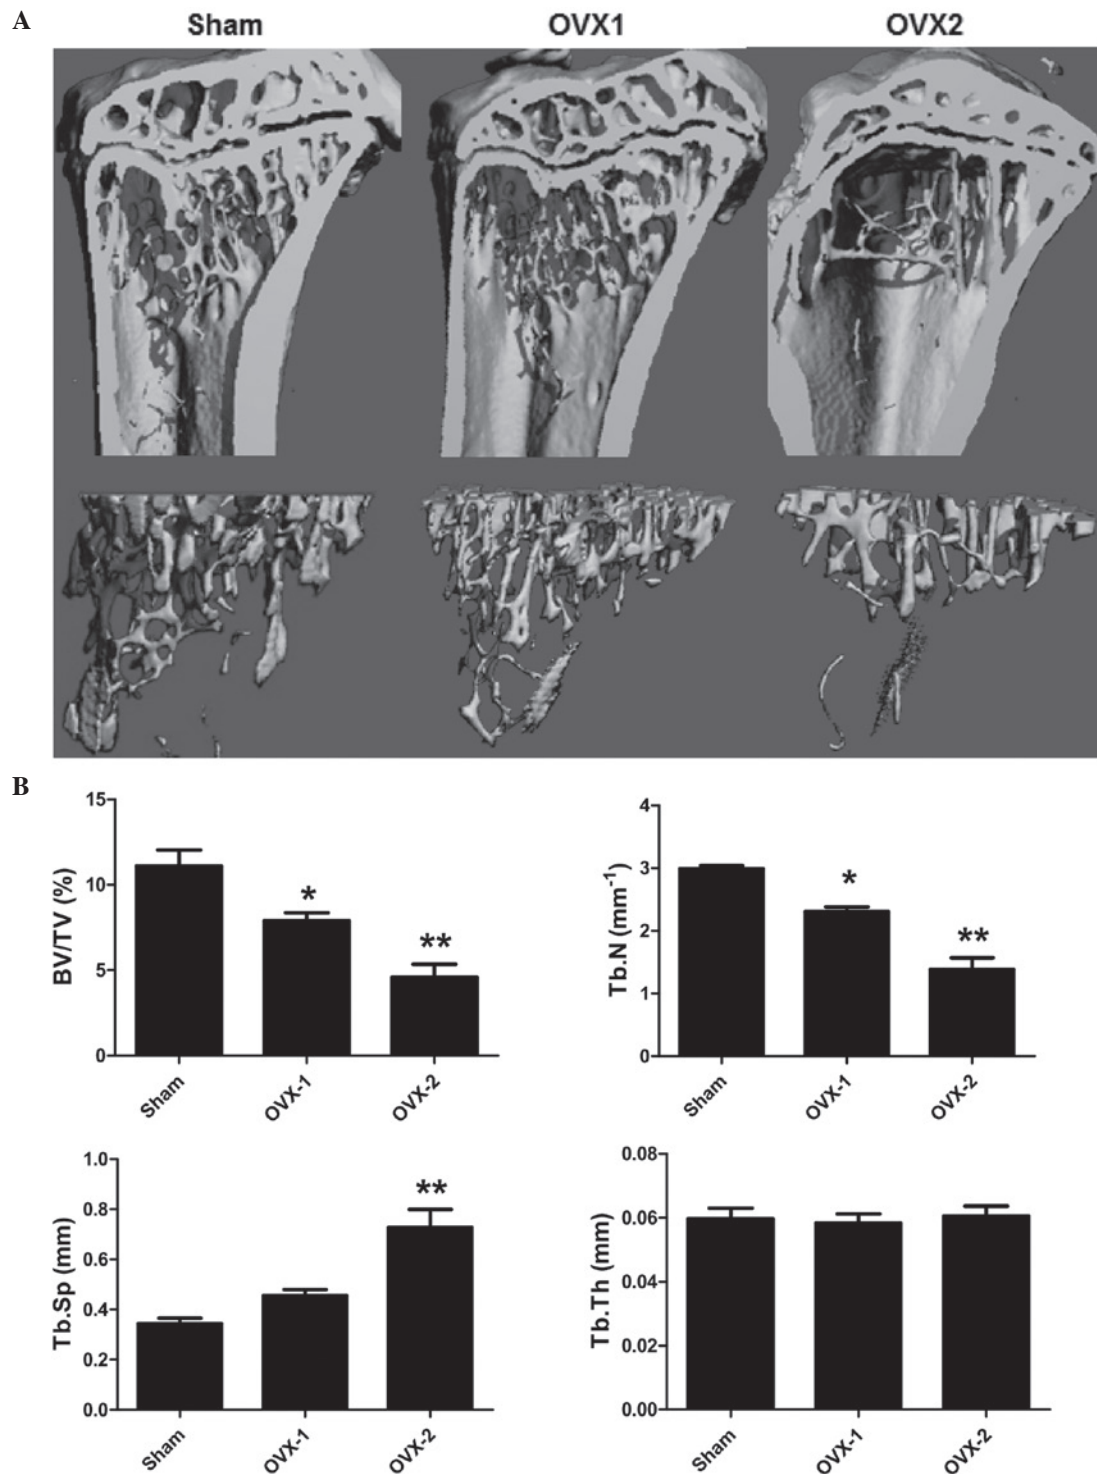 A
Sham OVX1 OVX2
B
BV/TV (%)
15
10
5
0
*
**
Sham OVX-1 OVX-2
Tb.N (mm⁻¹)
4
3
2
1
0
*
**
Sham OVX-1 OVX-2
Tb.Sp (mm)
1.0
0.8
0.6
0.4
0.2
0.0
**
Sham OVX-1 OVX-2
Tb.Th (mm)
0.08
0.06
0.04
0.02
0.00
Sham OVX-1 OVX-2